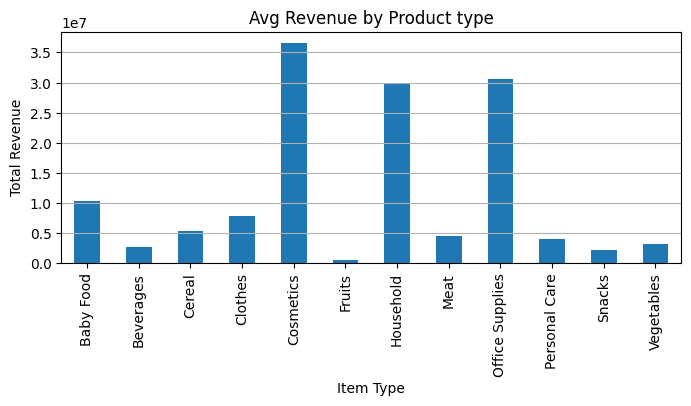 Avg Revenue by Product type
1e7
3.5
3.0
2.5
2.0
1.5
1.0
0.5
0.0
Total Revenue
Baby Food
Beverages
Cereal
Clothes
Cosmetics
Fruits
Household
Meat
Office Supplies
Personal Care
Snacks
Vegetables
Item Type